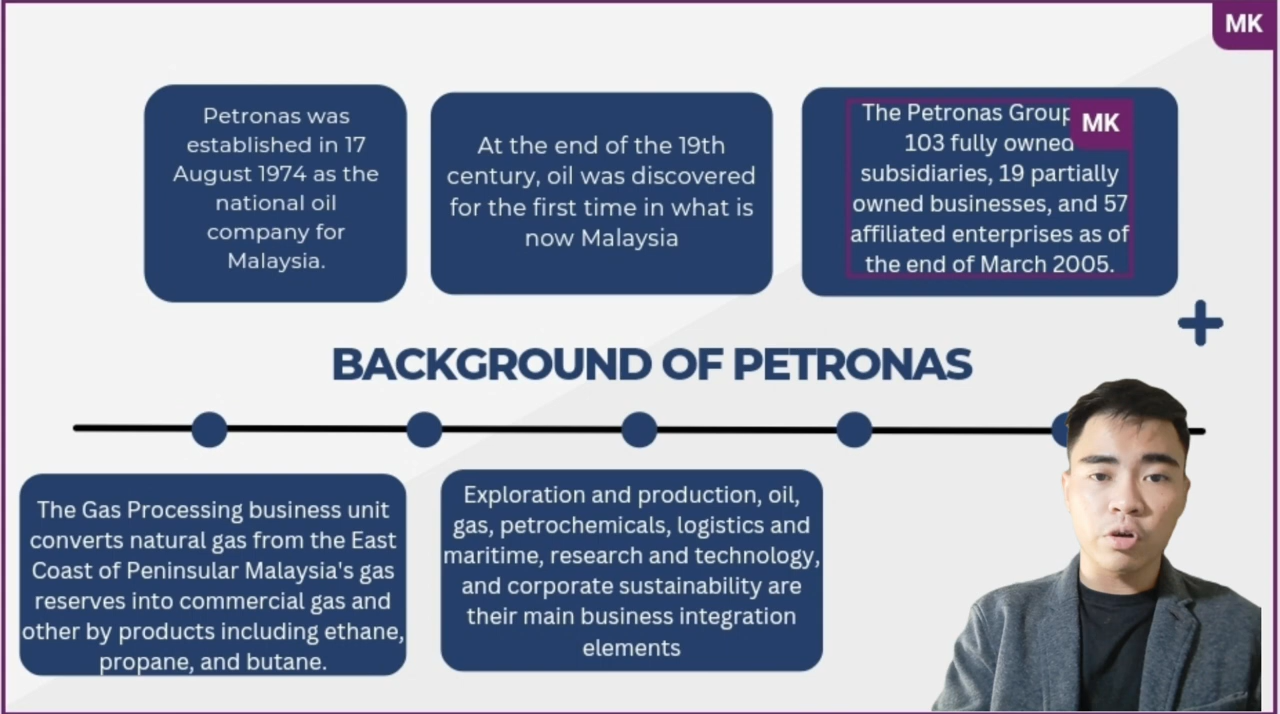 MK
Petronas was
established in 17
August 1974 as the
national oil
company for
Malaysia.
At the end of the 19th
century, oil was discovered
for the first time in what is
now Malaysia
The Petronas Group
MK
103 fully owned
subsidiaries, 19 partially
owned businesses, and 57
affiliated enterprises as of
the end of March 2005.
BACKGROUND OF PETRONAS
The Gas Processing business unit
converts natural gas from the East
Coast of Peninsular Malaysia's gas
reserves into commercial gas and
other by products including ethane,
propane, and butane.
Exploration and production, oil,
gas, petrochemicals, logistics and
maritime, research and technology,
and corporate sustainability are
their main business integration
elements